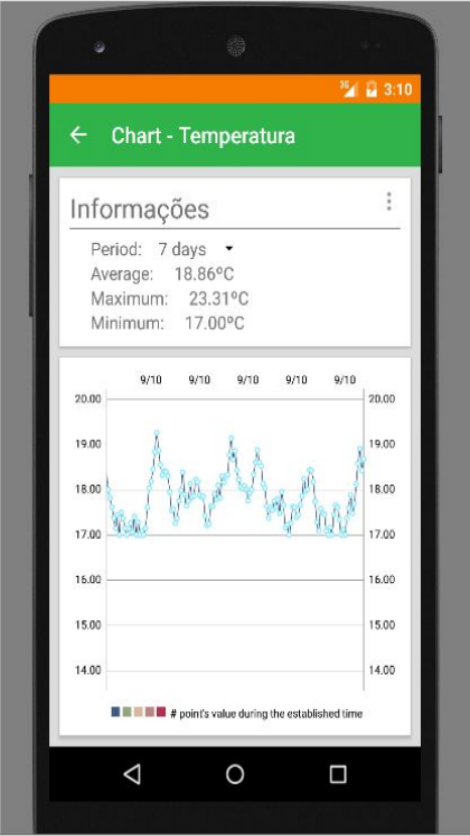 3G 3:10
Chart - Temperatura
Informações
Period: 7 days
Average: 18.86ºC
Maximum: 23.31ºC
Minimum: 17.00ºC
9/10 9/10 9/10 9/10 9/10
20.00 20.00
19.00 19.00
18.00 18.00
17.00 17.00
16.00 16.00
15.00 15.00
14.00 14.00
# point's value during the established time